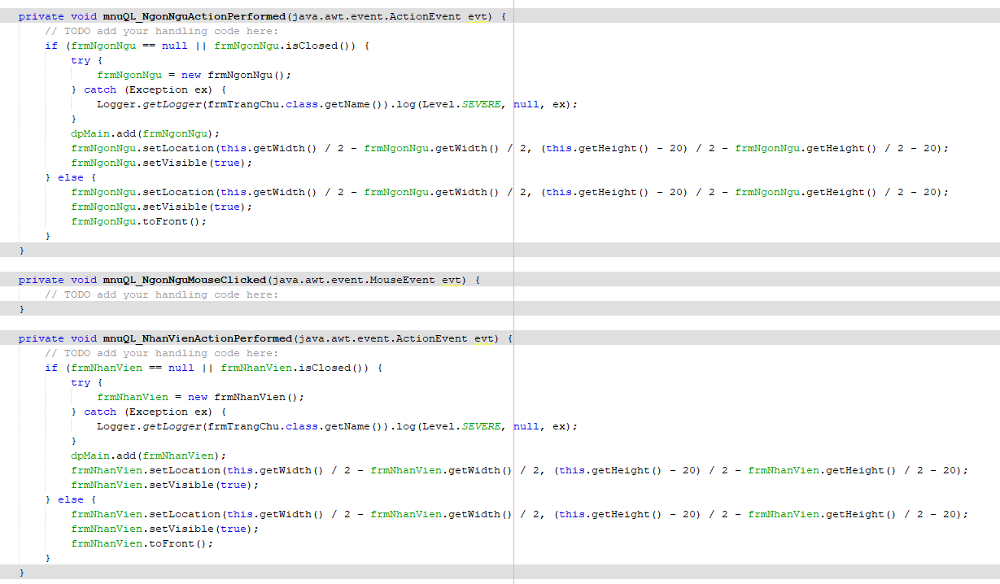 private void mnuQL_NgonNguActionPerformed(java.awt.event.ActionEvent evt) {
    // TODO add your handling code here:
    if (frmNgonNgu == null || frmNgonNgu.isClosed()) {
        try {
            frmNgonNgu = new frmNgonNgu();
        } catch (Exception ex) {
            Logger.getLogger(frmTrangChu.class.getName()).log(Level.SEVERE, null, ex);
        }
        dpMain.add(frmNgonNgu);
        frmNgonNgu.setLocation(this.getWidth() / 2 - frmNgonNgu.getWidth() / 2, (this.getHeight() - 20) / 2 - frmNgonNgu.getHeight() / 2 - 20);
        frmNgonNgu.setVisible(true);
    } else {
        frmNgonNgu.setLocation(this.getWidth() / 2 - frmNgonNgu.getWidth() / 2, (this.getHeight() - 20) / 2 - frmNgonNgu.getHeight() / 2 - 20);
        frmNgonNgu.setVisible(true);
        frmNgonNgu.toFront();
    }
}
private void mnuQL_NgonNguMouseClicked(java.awt.event.MouseEvent evt) {
    // TODO add your handling code here:
}
private void mnuQL_NhanVienActionPerformed(java.awt.event.ActionEvent evt) {
    // TODO add your handling code here:
    if (frmNhanVien == null || frmNhanVien.isClosed()) {
        try {
            frmNhanVien = new frmNhanVien();
        } catch (Exception ex) {
            Logger.getLogger(frmTrangChu.class.getName()).log(Level.SEVERE, null, ex);
        }
        dpMain.add(frmNhanVien);
        frmNhanVien.setLocation(this.getWidth() / 2 - frmNhanVien.getWidth() / 2, (this.getHeight() - 20) / 2 - frmNhanVien.getHeight() / 2 - 20);
        frmNhanVien.setVisible(true);
    } else {
        frmNhanVien.setLocation(this.getWidth() / 2 - frmNhanVien.getWidth() / 2, (this.getHeight() - 20) / 2 - frmNhanVien.getHeight() / 2 - 20);
        frmNhanVien.setVisible(true);
        frmNhanVien.toFront();
    }
}